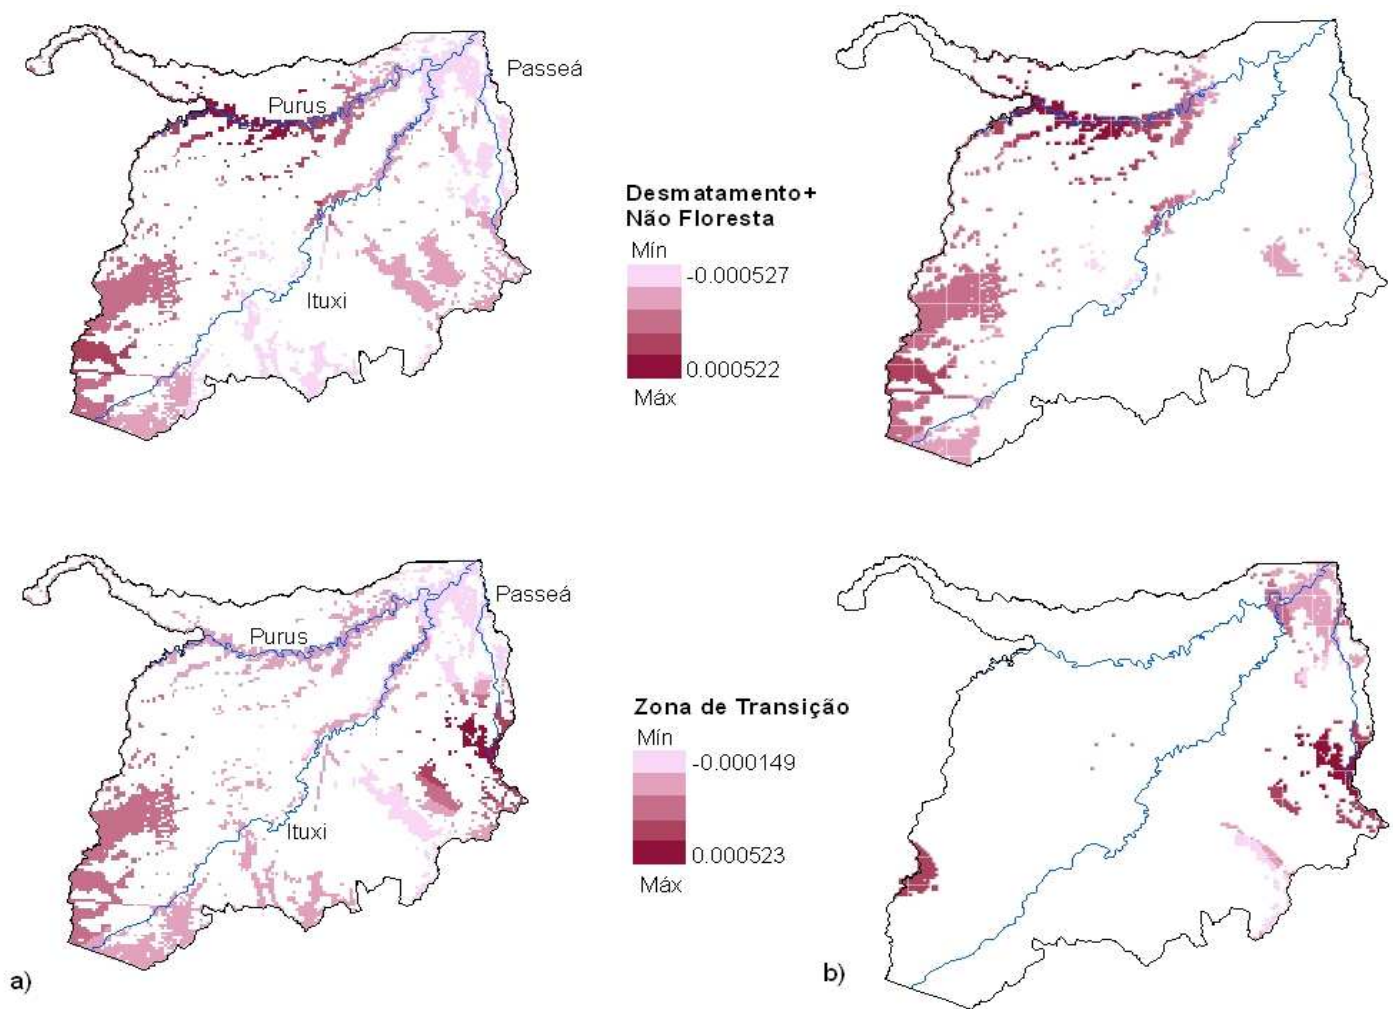 Passeá
Purus
Ituxi
Desmatamento+
Não Floresta
Mín
-0.000527
0.000522
Máx
Passeá
Purus
Ituxi
Zona de Transição
Mín
-0.000149
0.000523
Máx
a)
b)